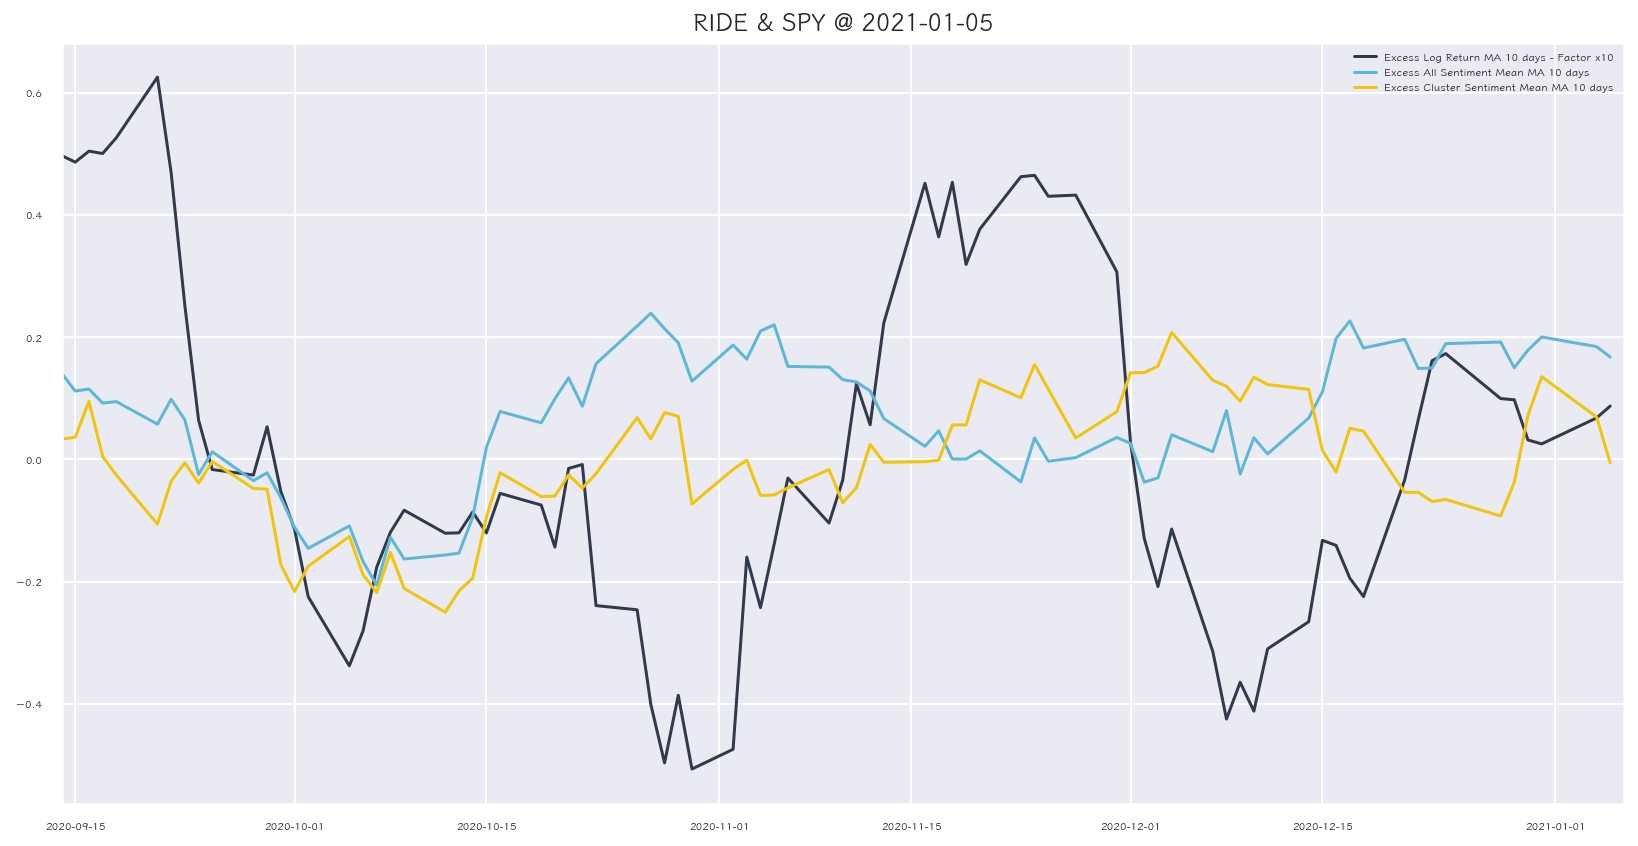 RIDE & SPY @ 2021-01-05
Excess Log Return MA 10 days - Factor x10
Excess All Sentiment Mean MA 10 days
Excess Cluster Sentiment Mean MA 10 days
0.6
0.4
0.2
0.0
−0.2
−0.4
2020-09-15 2020-10-01 2020-10-15 2020-11-01 2020-11-15 2020-12-01 2020-12-15 2021-01-01